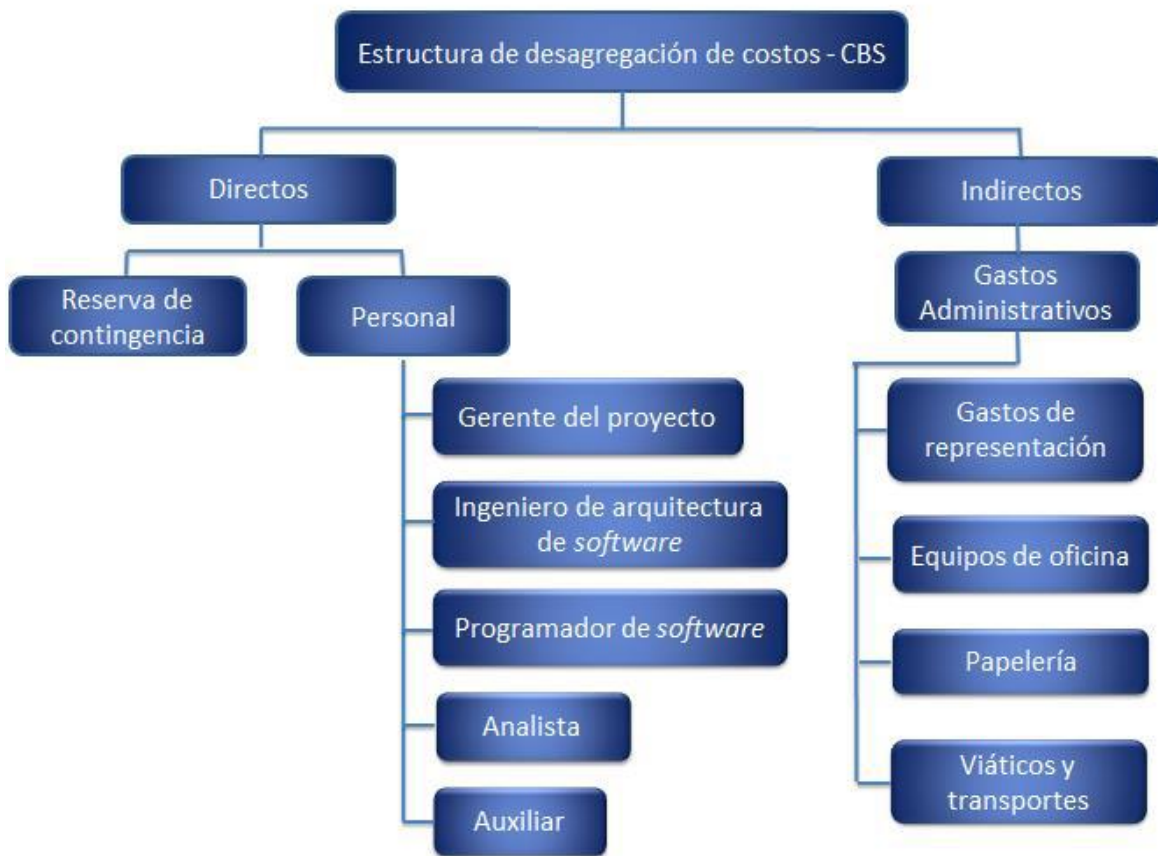 Estructura de desagregación de costos - CBS
Directos
Indirectos
Reserva de
contingencia
Personal
Gastos
Administrativos
Gerente del proyecto
Ingeniero de arquitectura
de software
Programador de software
Analista
Auxiliar
Gastos de
representación
Equipos de oficina
Papelería
Viáticos y
transportes